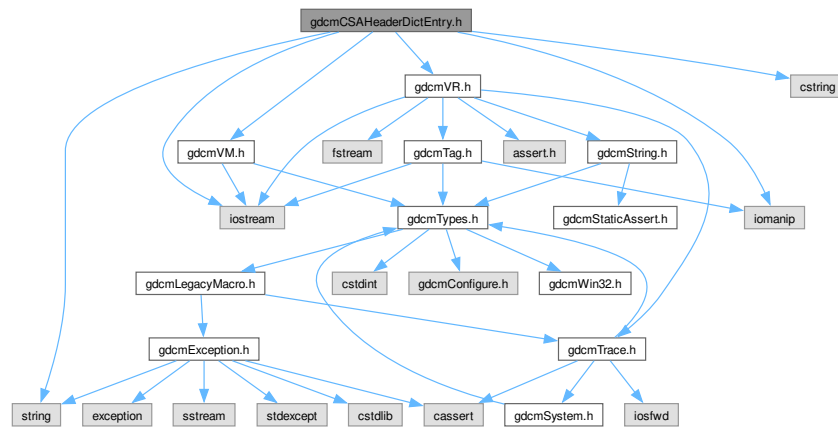 gdcmCSAHeaderDictEntry.h
gdcmVR.h
cstring
gdcmVM.h
fstream
gdcmTag.h
assert.h
gdcmString.h
iostream
gdcmTypes.h
gdcmStaticAssert.h
iomanip
gdcmLegacyMacro.h
cstdint
gdcmConfigure.h
gdcmWin32.h
gdcmException.h
gdcmTrace.h
string
exception
sstream
stdexcept
cstdlib
cassert
gdcmSystem.h
iosfwd